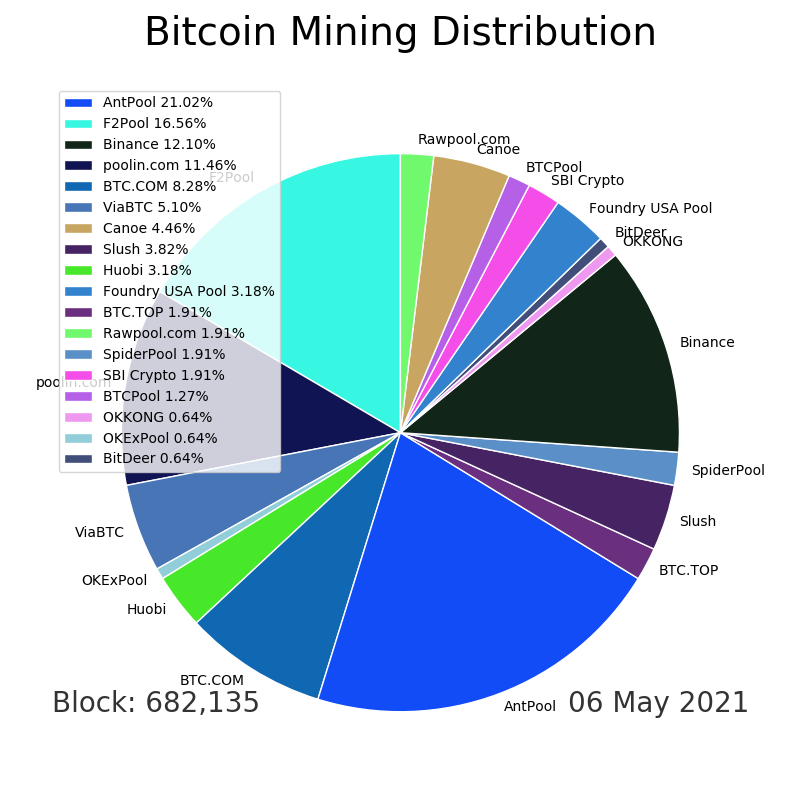 Bitcoin Mining Distribution
AntPool 21.02%
F2Pool 16.56%
Binance 12.10%
poolin.com 11.46%
BTC.COM 8.28%
ViaBTC 5.10%
Canoe 4.46%
Slush 3.82%
Huobi 3.18%
Foundry USA Pool 3.18%
BTC.TOP 1.91%
Rawpool.com 1.91%
SpiderPool 1.91%
SBI Crypto 1.91%
BTCPool 1.27%
OKKONG 0.64%
OKExPool 0.64%
BitDeer 0.64%
Rawpool.com
Canoe
BTCPool
SBI Crypto
Foundry USA Pool
BitDeer
OKKONG
Binance
SpiderPool
Slush
BTC.TOP
AntPool
BTC.COM
Huobi
OKExPool
ViaBTC
poolin.com
F2Pool
Block: 682,135
06 May 2021